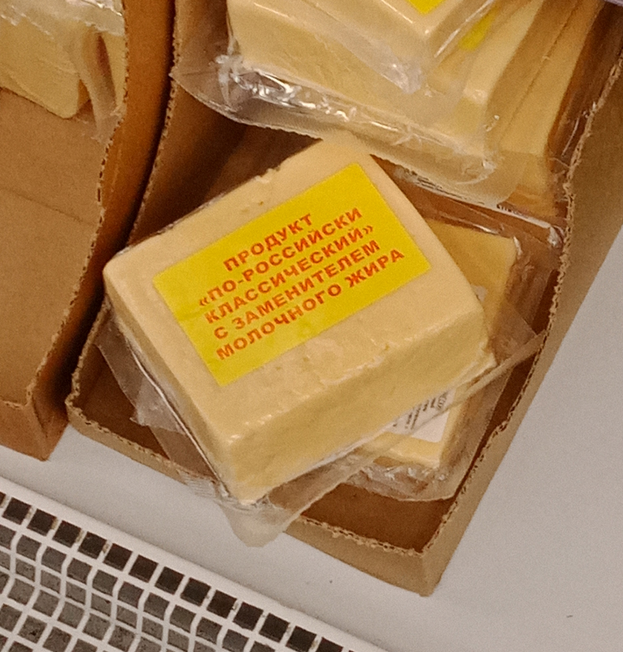 ПРОДУКТ
«ПО-РОССИЙСКИ
КЛАССИЧЕСКИЙ»
С ЗАМЕНИТЕЛЕМ
МОЛОЧНОГО ЖИРА